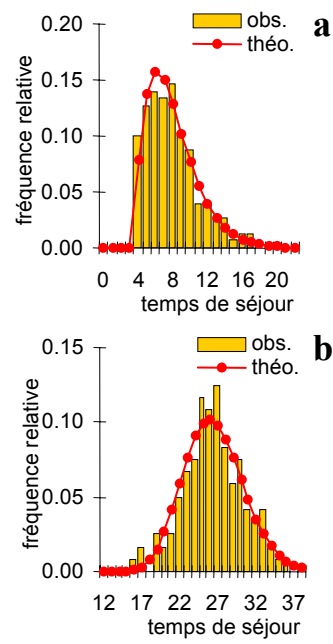 obs.
théo.
a
fréquence relative
0.20
0.15
0.10
0.05
0.00
0 4 8 12 16 20
temps de séjour
obs.
théo.
b
fréquence relative
0.15
0.10
0.05
0.00
12 17 22 27 32 37
temps de séjour